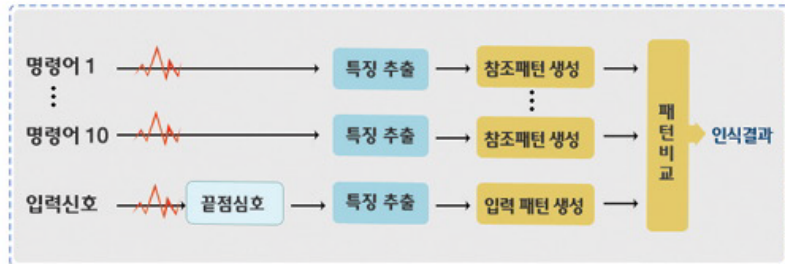 명령어 1 특징 추출 참조패턴 생성
명령어 10 특징 추출 참조패턴 생성
입력신호 끝점심호 특징 추출 입력 패턴 생성
패턴비교
인식결과